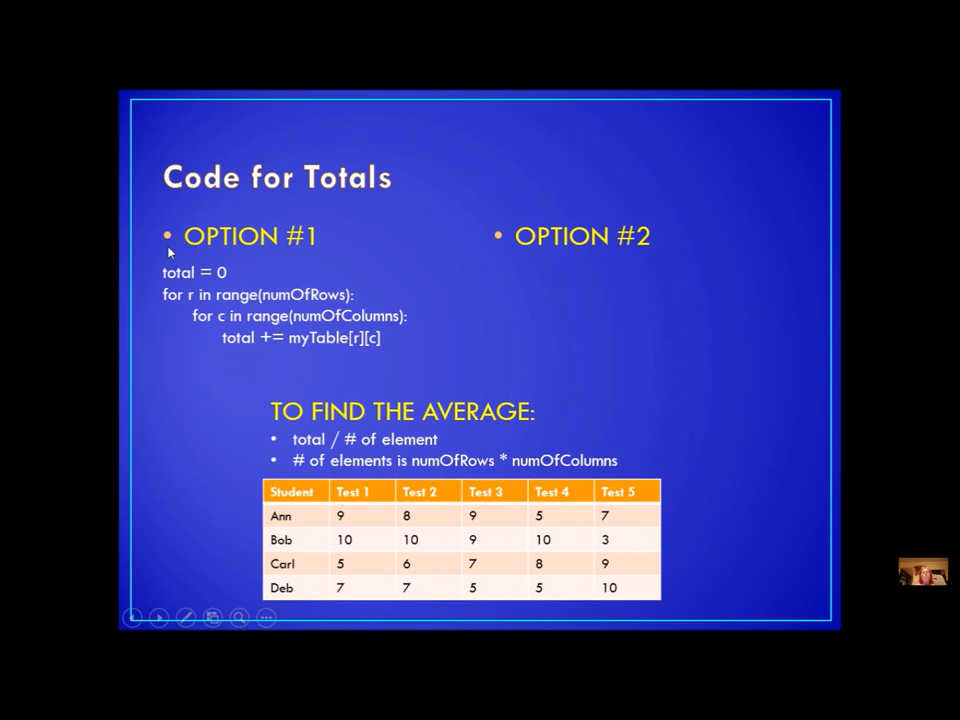 Code for Totals
• OPTION #1
total = 0
for r in range(numOfRows):
for c in range(numOfColumns):
total += myTable[r][c]
• OPTION #2
TO FIND THE AVERAGE:
• total / # of element
• # of elements is numOfRows * numOfColumns
Student Test 1 Test 2 Test 3 Test 4 Test 5
Ann 9 8 9 5 7
Bob 10 10 9 10 3
Carl 5 6 7 8 9
Deb 7 7 5 5 10